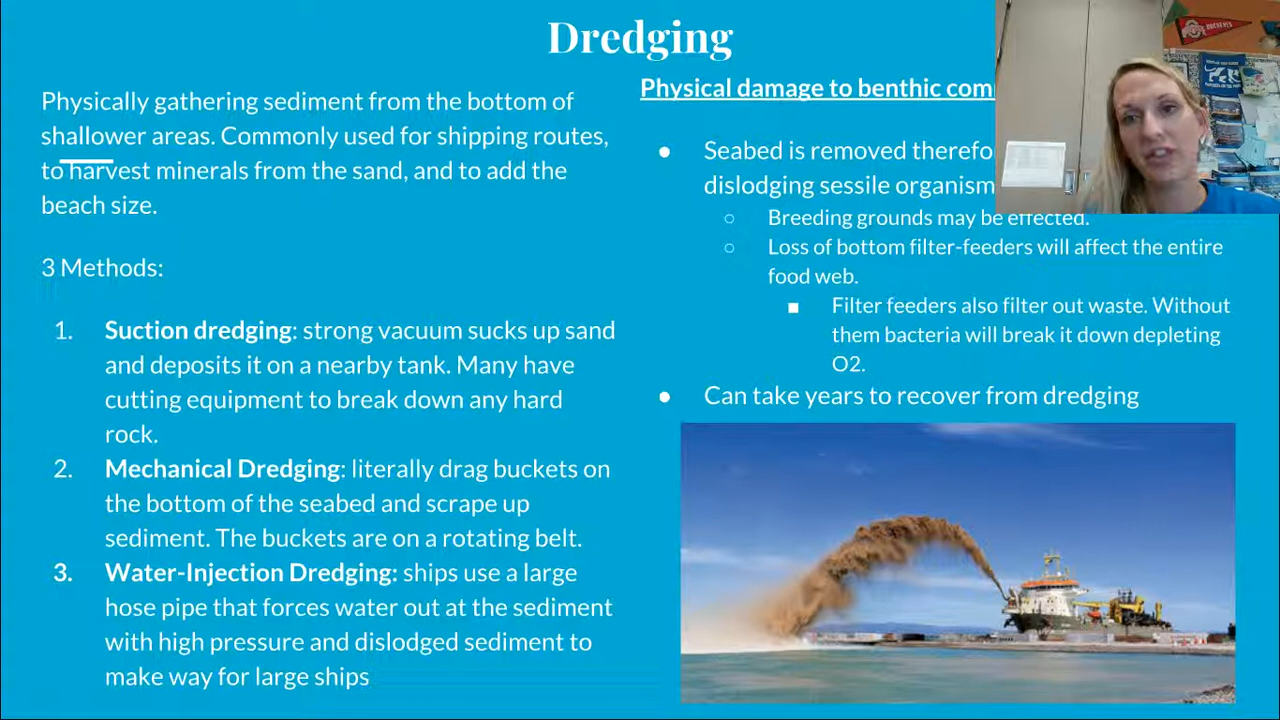 Dredging
Physically gathering sediment from the bottom of
shallower areas. Commonly used for shipping routes,
to harvest minerals from the sand, and to add the
beach size.
3 Methods:
1. Suction dredging: strong vacuum sucks up sand
and deposits it on a nearby tank. Many have
cutting equipment to break down any hard
rock.
2. Mechanical Dredging: literally drag buckets on
the bottom of the seabed and scrape up
sediment. The buckets are on a rotating belt.
3. Water-Injection Dredging: ships use a large
hose pipe that forces water out at the sediment
with high pressure and dislodged sediment to
make way for large ships
Physical damage to benthic com
● Seabed is removed therefo
dislodging sessile organism
○ Breeding grounds may be effected.
○ Loss of bottom filter-feeders will affect the entire
food web.
■ Filter feeders also filter out waste. Without
them bacteria will break it down depleting
O2.
● Can take years to recover from dredging